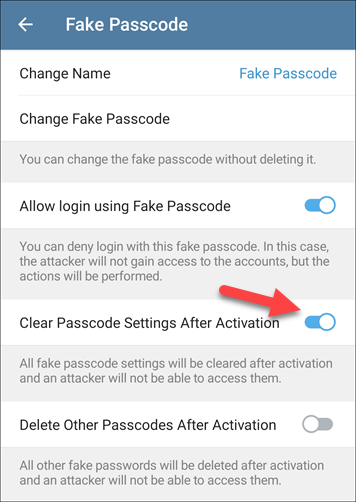 Fake Passcode
Change Name Fake Passcode
Change Fake Passcode
You can change the fake passcode without deleting it.
Allow login using Fake Passcode
You can deny login with this fake passcode. In this case,
the attacker will not gain access to the accounts, but the
actions will be performed.
Clear Passcode Settings After Activation
All fake passcode settings will be cleared after activation
and an attacker will not be able to access them.
Delete Other Passcodes After Activation
All other fake passwords will be deleted after activation
and an attacker will not be able to access them.